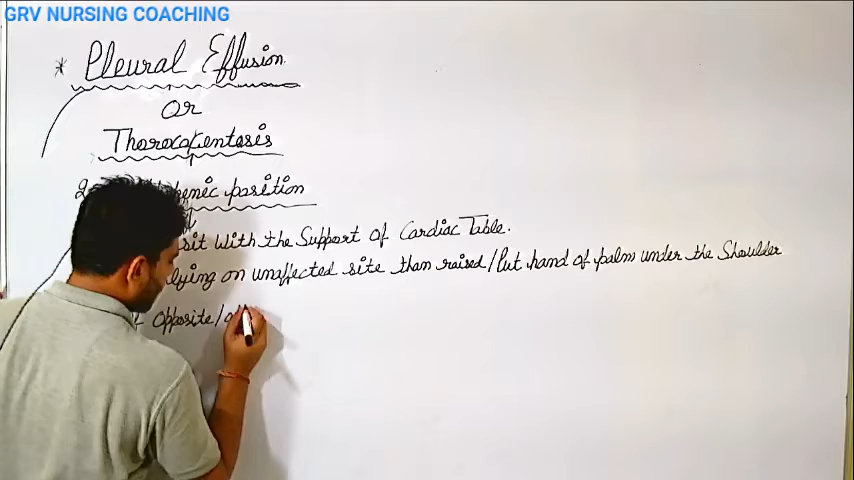 GRV NURSING COACHING
* Pleural Effusion
OR
Thoracocentasis
position
sit with the Support of Cardiac Table.
lying on unaffected site than raised/Put hand of palm under the Shoulder
opposite/